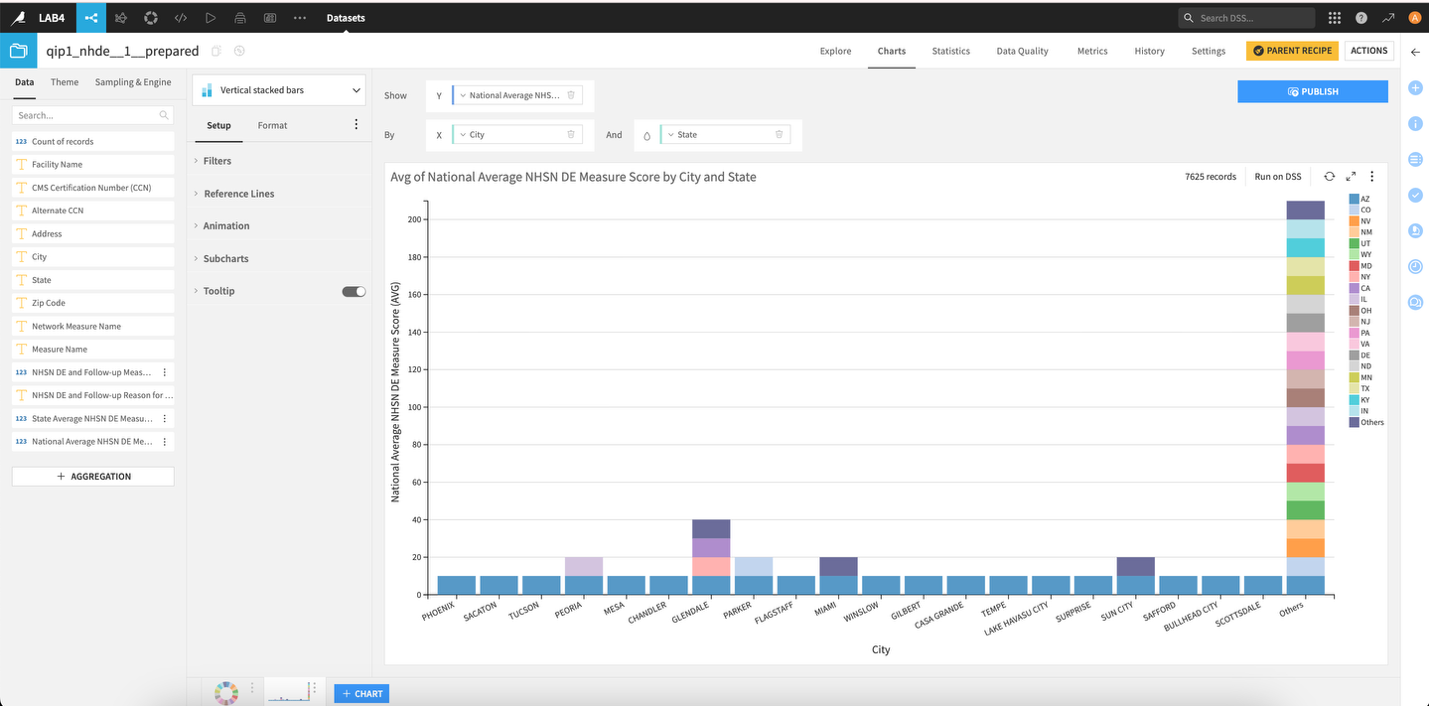 LAB4
Datasets
Search DSS...
A
qip1_nhde__1__prepared
Explore
Charts
Statistics
Data Quality
Metrics
History
Settings
PARENT RECIPE
ACTIONS
Data
Theme
Sampling & Engine
Search...
123 Count of records
Facility Name
CMS Certification Number (CCN)
Alternate CCN
Address
City
State
Zip Code
Network Measure Name
Measure Name
123 NHSN DE and Follow-up Meas...
NHSN DE and Follow-up Reason for ...
123 State Average NHSN DE Measu...
123 National Average NHSN DE Me...
+ AGGREGATION
Vertical stacked bars
Setup
Format
Filters
Reference Lines
Animation
Subcharts
Tooltip
Show
Y
National Average NHS...
By
X
City
And
State
PUBLISH
Avg of National Average NHSN DE Measure Score by City and State
7625 records
Run on DSS
National Average NHSN DE Measure Score (AVG)
200
180
160
140
120
100
80
60
40
20
0
PHOENIX
SACATON
TUCSON
PEORIA
MESA
CHANDLER
GLENDALE
PARKER
FLAGSTAFF
MIAMI
WINSLOW
GILBERT
CASA GRANDE
TEMPE
LAKE HAVASU CITY
SURPRISE
SUN CITY
SAFFORD
BULLHEAD CITY
SCOTTSDALE
Others
City
AZ
CO
NV
NM
UT
WY
MD
NY
CA
IL
OH
NJ
PA
VA
DE
ND
MN
TX
KY
IN
Others
+ CHART